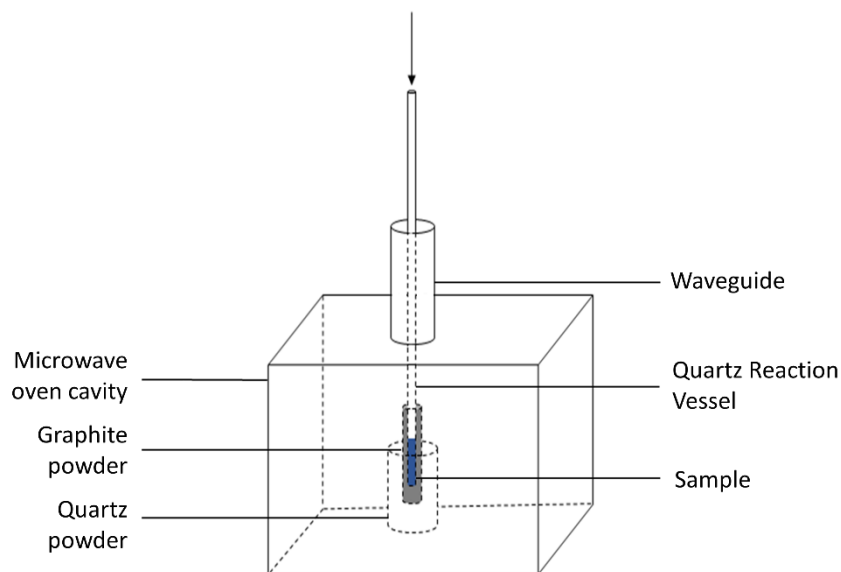 Waveguide
Microwave
oven cavity
Quartz Reaction
Vessel
Graphite
powder
Sample
Quartz
powder